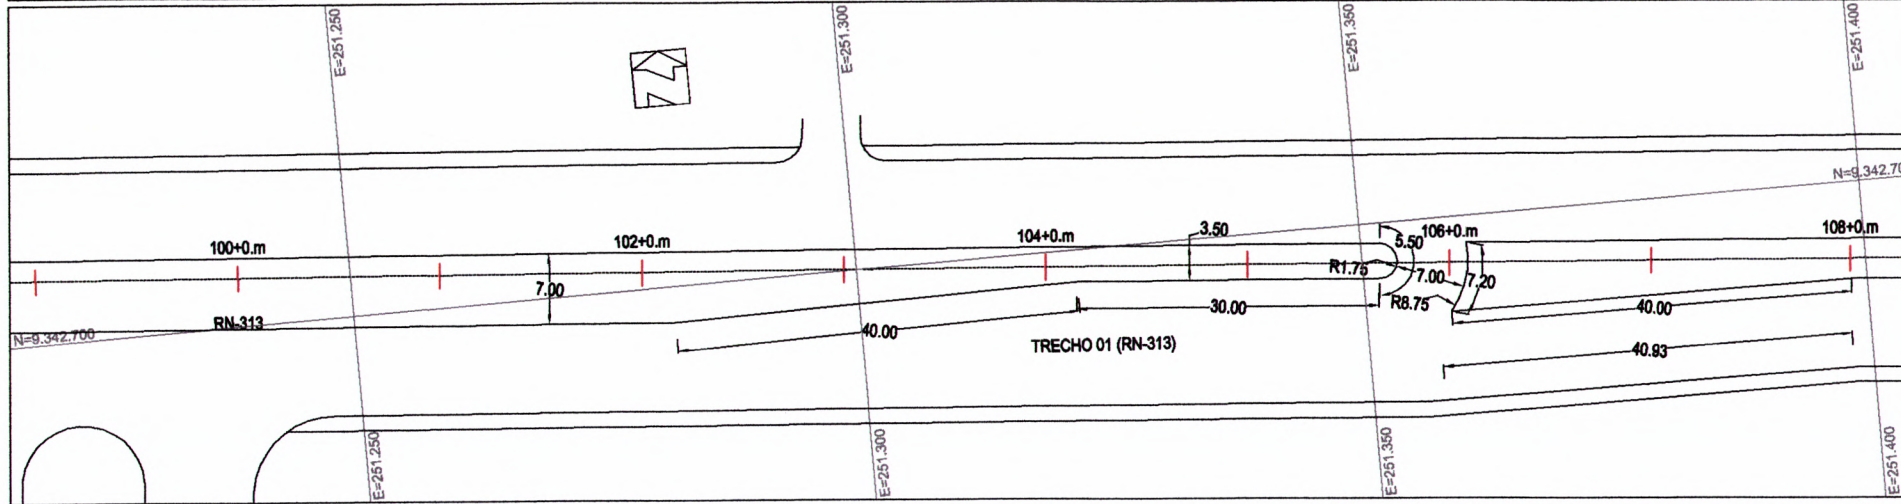 E=251.250
E=251.300
E=251.350
E=251.400
N
100+0.m
102+0.m
104+0.m
106+0.m
108+0.m
3.50
5.50
R1.75
7.00
7.20
R8.75
7.00
RN-313
N=9.342.700
40.00
30.00
40.00
TRECHO 01 (RN-313)
40.93
E=251.250
E=251.300
E=251.350
E=251.400